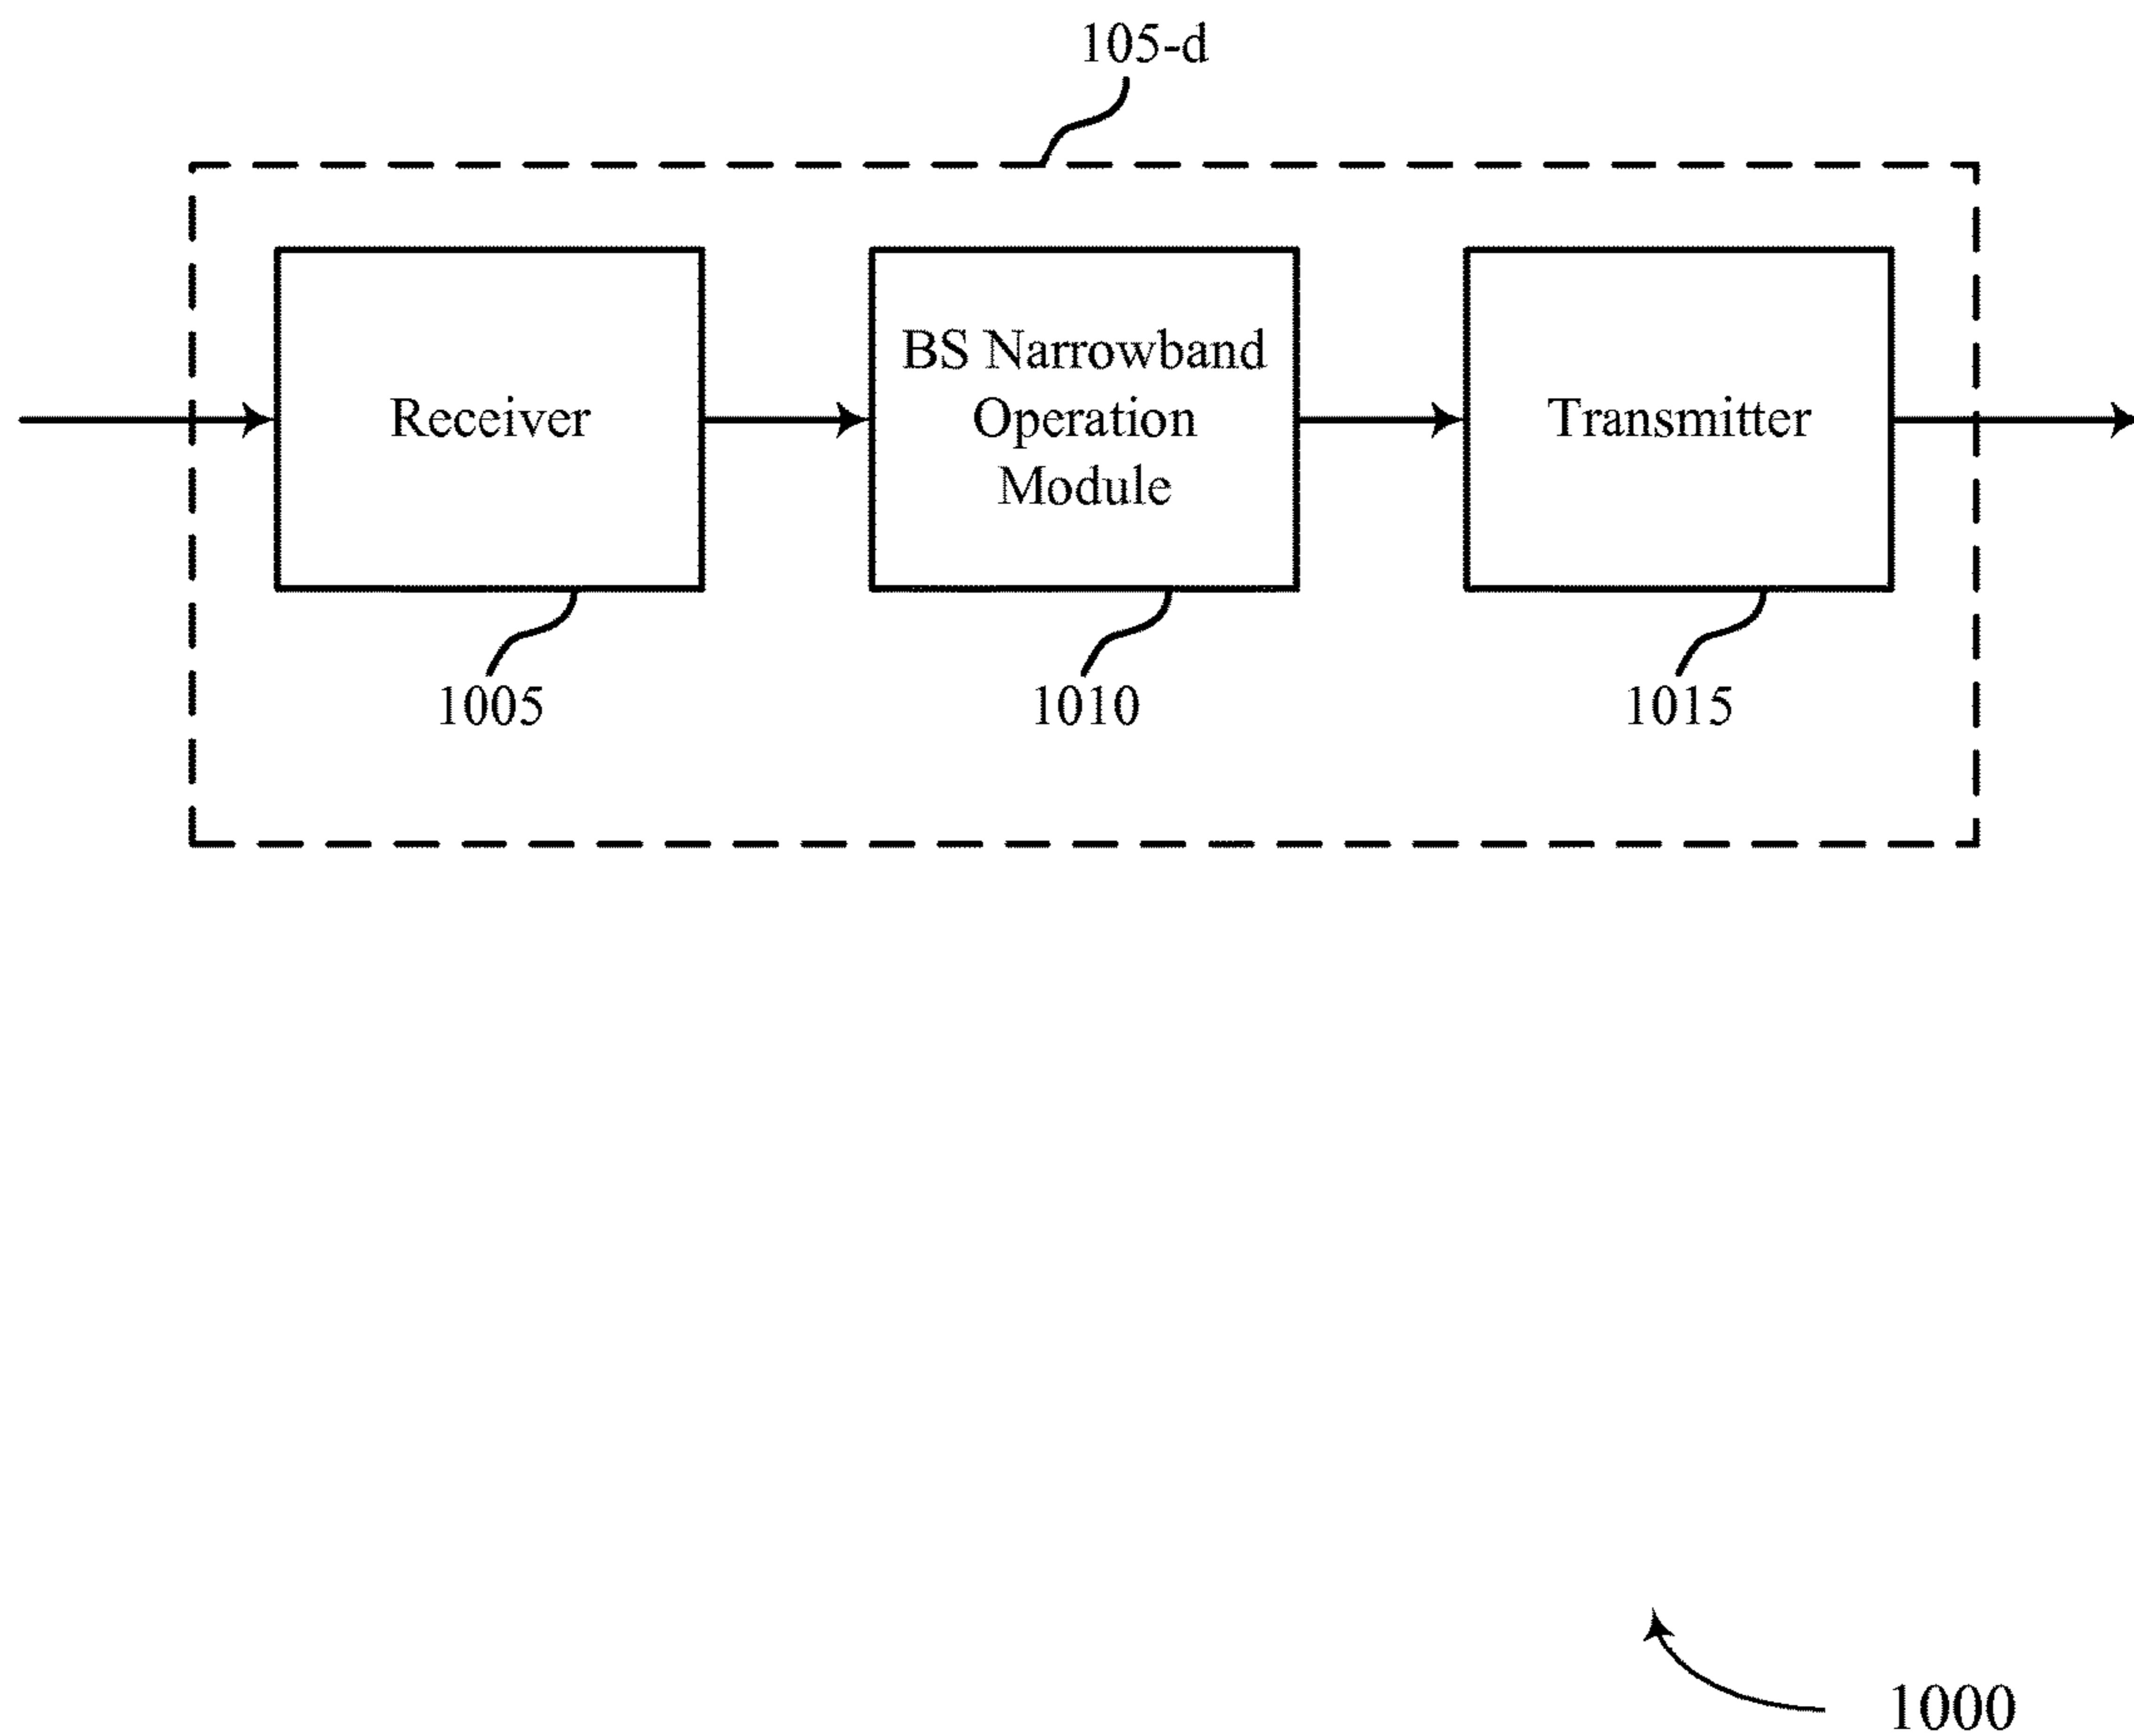 105-d
Receiver
BS Narrowband
Operation
Module
Transmitter
1005
1010
1015
1000